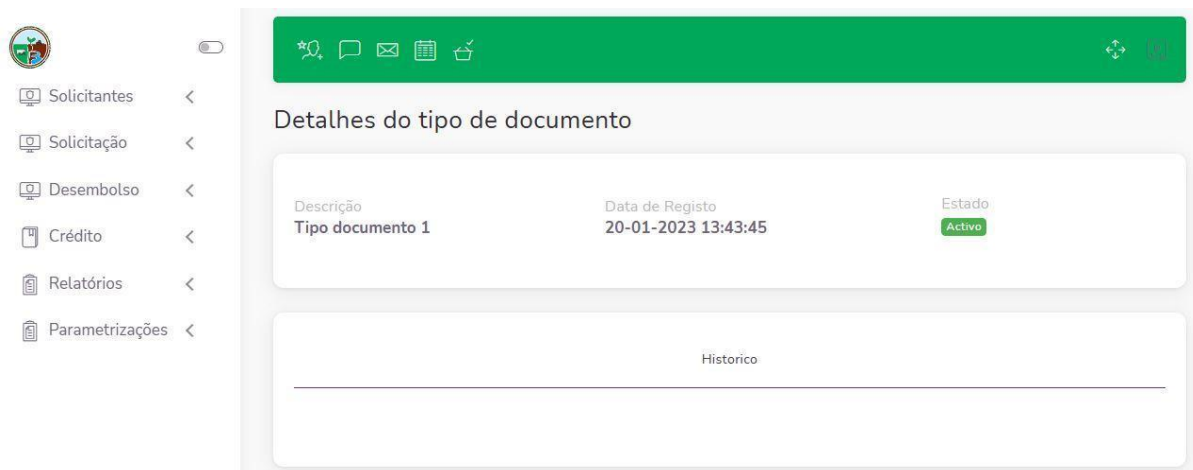 Solicitantes
Solicitação
Desembolso
Crédito
Relatórios
Parametrizações
Detalhes do tipo de documento
Descrição
Tipo documento 1
Data de Registo
20-01-2023 13:43:45
Estado
Activo
Historico